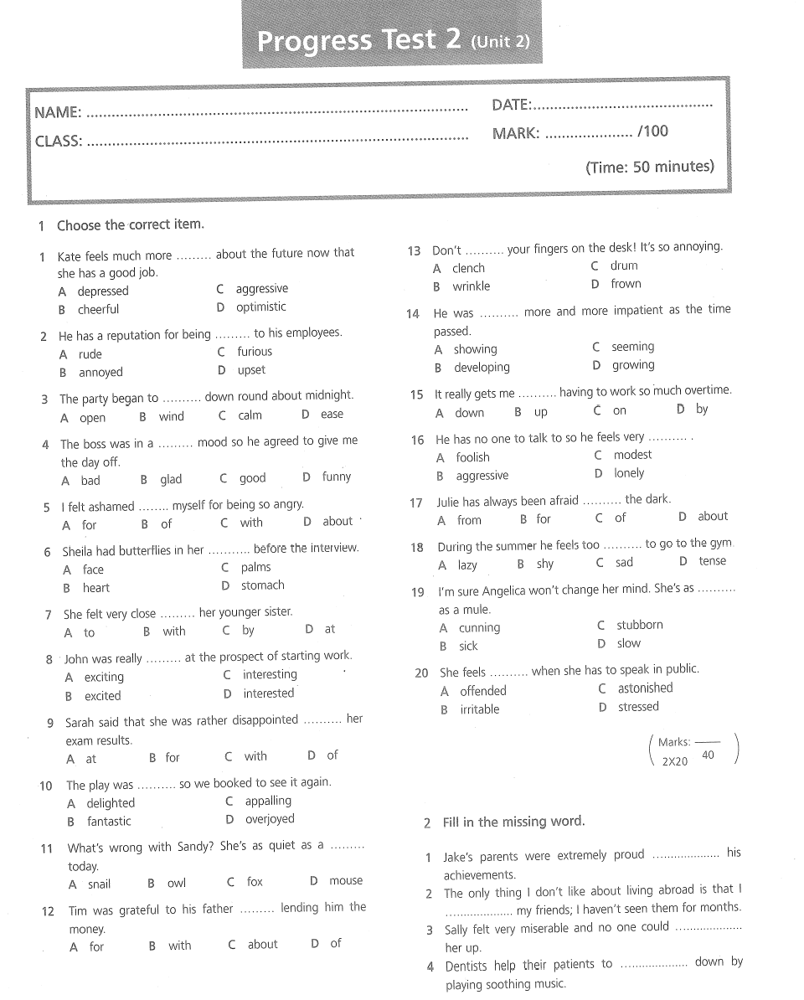 Progress Test 2 (Unit 2)
NAME: ................................................................................
DATE:........................................
CLASS: ................................................................................
MARK: ..................... /100
(Time: 50 minutes)
1 Choose the correct item.
1 Kate feels much more ......... about the future now that
she has a good job.
A depressed C aggressive
B cheerful D optimistic
2 He has a reputation for being ......... to his employees.
A rude C furious
B annoyed D upset
3 The party began to .......... down round about midnight.
A open B wind C calm D ease
4 The boss was in a ......... mood so he agreed to give me
the day off.
A bad B glad C good D funny
5 I felt ashamed ........ myself for being so angry.
A for B of C with D about
6 Sheila had butterflies in her ........... before the interview.
A face C palms
B heart D stomach
7 She felt very close ......... her younger sister.
A to B with C by D at
8 John was really ......... at the prospect of starting work.
A exciting C interesting
B excited D interested
9 Sarah said that she was rather disappointed .......... her
exam results.
A at B for C with D of
10 The play was .......... so we booked to see it again.
A delighted C appalling
B fantastic D overjoyed
11 What's wrong with Sandy? She's as quiet as a .........
today.
A snail B owl C fox D mouse
12 Tim was grateful to his father ......... lending him the
money.
A for B with C about D of
13 Don't .......... your fingers on the desk! It's so annoying.
A clench C drum
B wrinkle D frown
14 He was .......... more and more impatient as the time
passed.
A showing C seeming
B developing D growing
15 It really gets me .......... having to work so much overtime.
A down B up C on D by
16 He has no one to talk to so he feels very .......... .
A foolish C modest
B aggressive D lonely
17 Julie has always been afraid .......... the dark.
A from B for C of D about
18 During the summer he feels too .......... to go to the gym.
A lazy B shy C sad D tense
19 I'm sure Angelica won't change her mind. She's as ..........
as a mule.
A cunning C stubborn
B sick D slow
20 She feels .......... when she has to speak in public.
A offended C astonished
B irritable D stressed
(Marks: ____
2X20 40)
2 Fill in the missing word.
1 Jake's parents were extremely proud .................... his
achievements.
2 The only thing I don't like about living abroad is that I
.................... my friends; I haven't seen them for months.
3 Sally felt very miserable and no one could ....................
her up.
4 Dentists help their patients to .................... down by
playing soothing music.